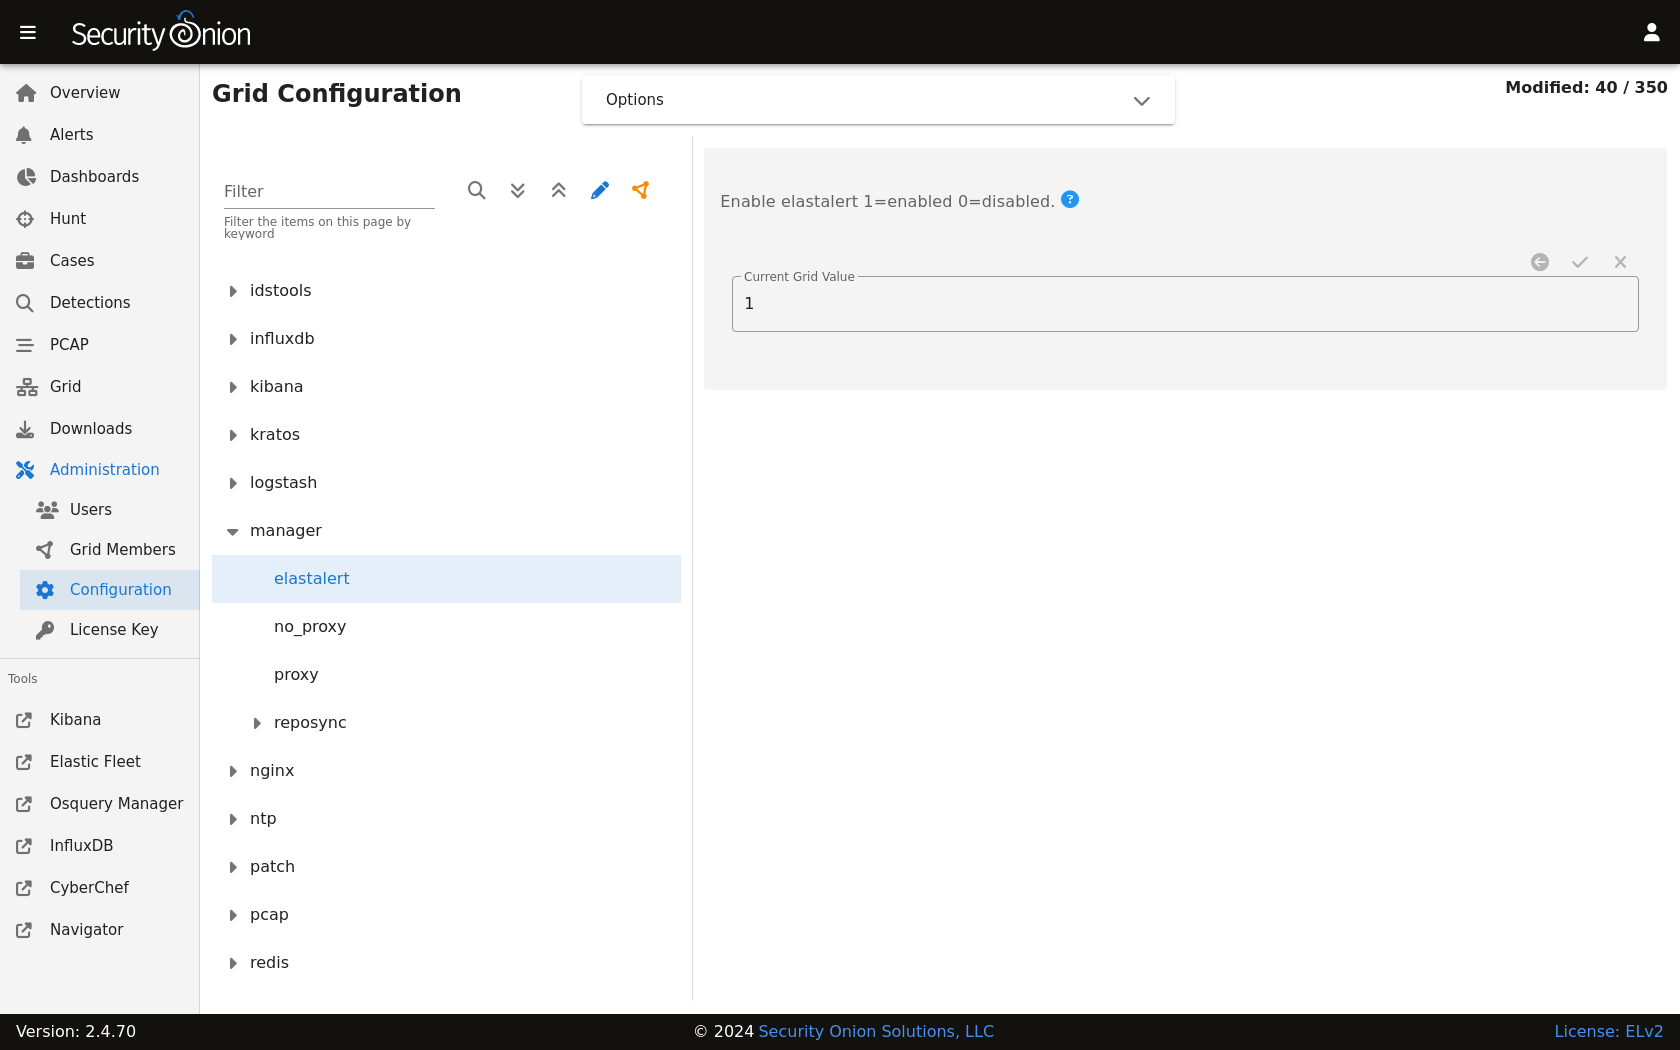 Security Onion
Overview
Alerts
Dashboards
Hunt
Cases
Detections
PCAP
Grid
Downloads
Administration
Users
Grid Members
Configuration
License Key
Tools
Kibana
Elastic Fleet
Osquery Manager
InfluxDB
CyberChef
Navigator
Grid Configuration
Options
Modified: 40 / 350
Filter
Filter the items on this page by
keyword
idstools
influxdb
kibana
kratos
logstash
manager
elastalert
no_proxy
proxy
reposync
nginx
ntp
patch
pcap
redis
Enable elastalert 1=enabled 0=disabled. ?
Current Grid Value
1
Version: 2.4.70
© 2024 Security Onion Solutions, LLC
License: ELv2